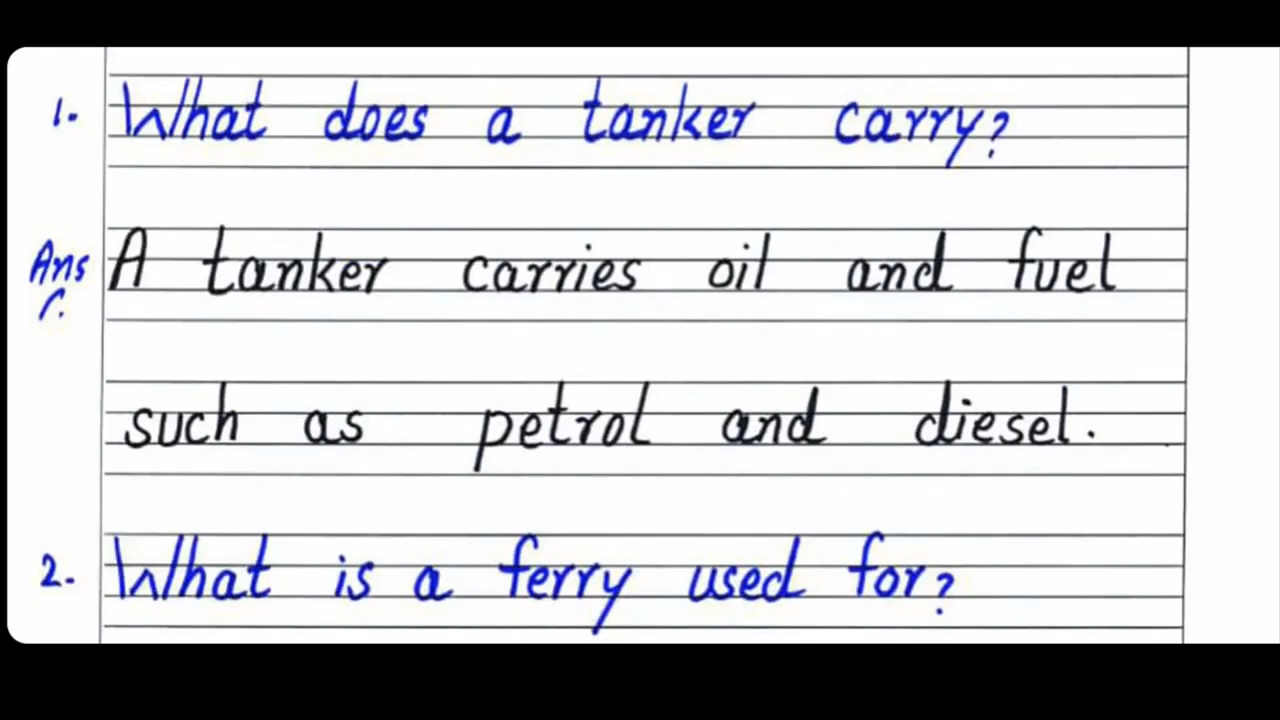 1. What does a tanker carry?
Ans A tanker carries oil and fuel
such as petrol and diesel.
2. What is a ferry used for?